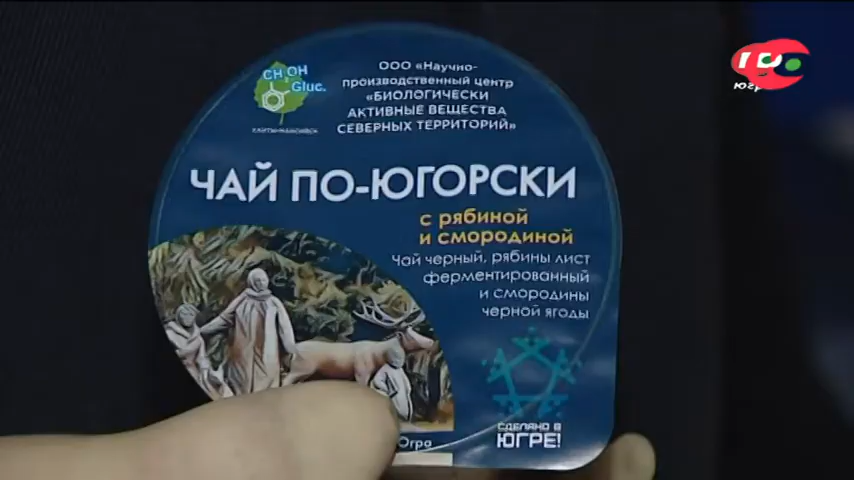 CH OH
Gluc.
ХАНТЫ-МАНСИЙСК
ООО «Научно-
производственный центр
«БИОЛОГИЧЕСКИ
АКТИВНЫЕ ВЕЩЕСТВА
СЕВЕРНЫХ ТЕРРИТОРИЙ»
ЧАЙ ПО-ЮГОРСКИ
с рябиной
и смородиной
Чай черный, рябины лист
ферментированный
и смородины
черной ягоды
СДЕЛАНО В
ЮГРЕ!
Югра